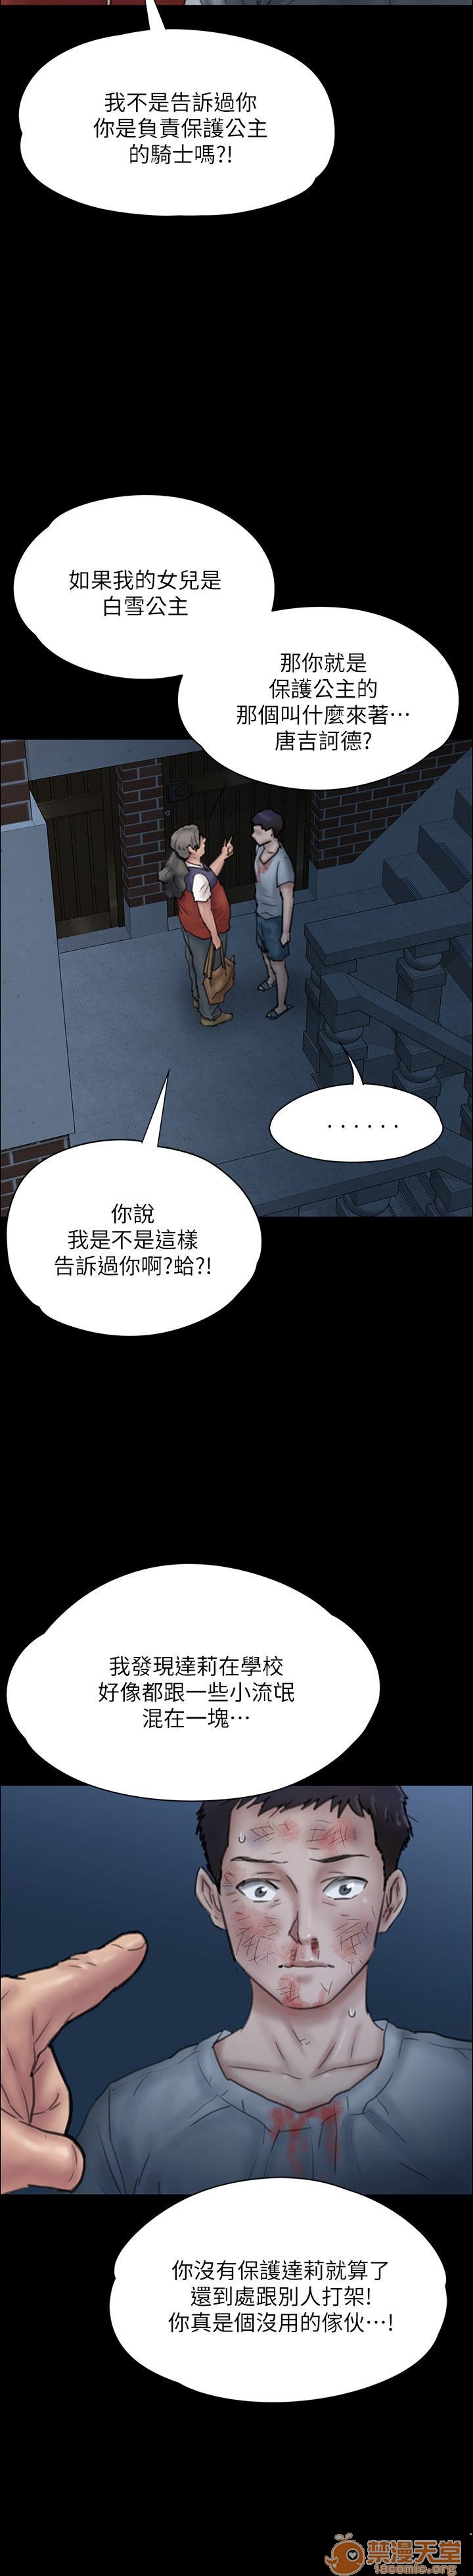 我不是告訴過你
你是負責保護公主
的騎士嗎?!
如果我的女兒是
白雪公主
那你就是
保護公主的
那個叫什麼來著…
唐吉訶德?
......
你說
我是不是這樣
告訴過你啊?蛤?!
我發現達莉在學校
好像都跟一些小流氓
混在一塊…
你沒有保護達莉就算了
還到處跟別人打架!
你真是個沒用的傢伙…!
禁漫天堂
18comic.org